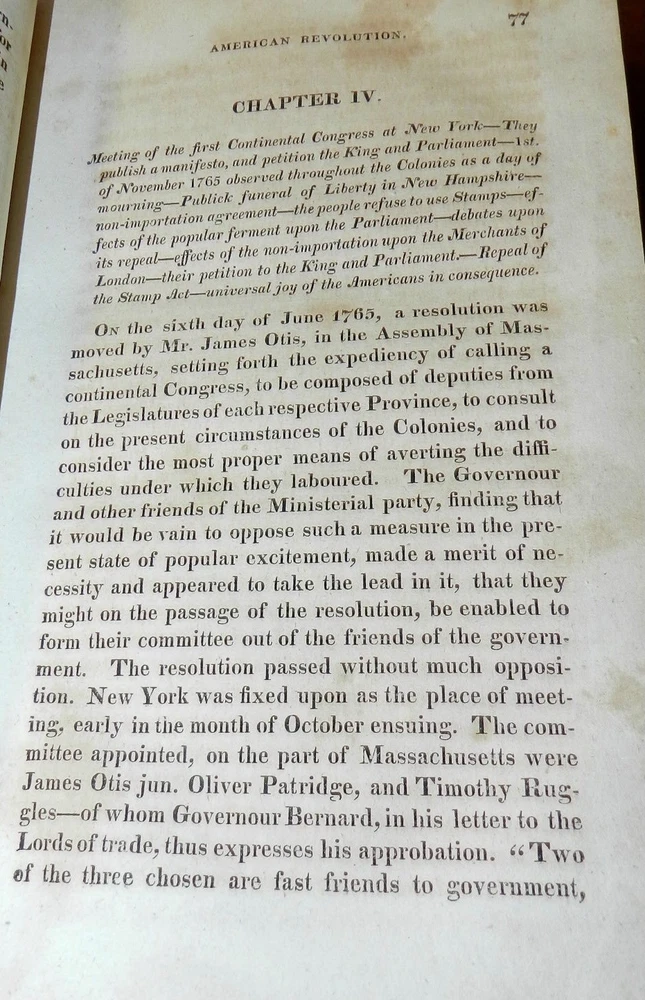 77
AMERICAN REVOLUTION.
CHAPTER IV.
Meeting of the first Continental Congress at New York—They
publish a manifesto, and petition the King and Parliament—1st.
of November 1765 observed throughout the Colonies as a day of
mourning—Publick funeral of Liberty in New Hampshire—
non-importation agreement—the people refuse to use Stamps—ef-
fects of the popular ferment upon the Parliament—debates upon
its repeal—effects of the non-importation upon the Merchants of
London—their petition to the King and Parliament.—Repeal of
the Stamp Act—universal joy of the Americans in consequence.
On the sixth day of June 1765, a resolution was
moved by Mr. James Otis, in the Assembly of Mas-
sachusetts, setting forth the expediency of calling a
continental Congress, to be composed of deputies from
the Legislatures of each respective Province, to consult
on the present circumstances of the Colonies, and to
consider the most proper means of averting the diffi-
culties under which they laboured. The Governour
and other friends of the Ministerial party, finding that
it would be vain to oppose such a measure in the pre-
sent state of popular excitement, made a merit of ne-
cessity and appeared to take the lead in it, that they
might on the passage of the resolution, be enabled to
form their committee out of the friends of the govern-
ment. The resolution passed without much opposi-
tion. New York was fixed upon as the place of meet-
ing, early in the month of October ensuing. The com-
mittee appointed, on the part of Massachusetts were
James Otis jun. Oliver Patridge, and Timothy Rug-
gles—of whom Governour Bernard, in his letter to the
Lords of trade, thus expresses his approbation. “Two
of the three chosen are fast friends to government,